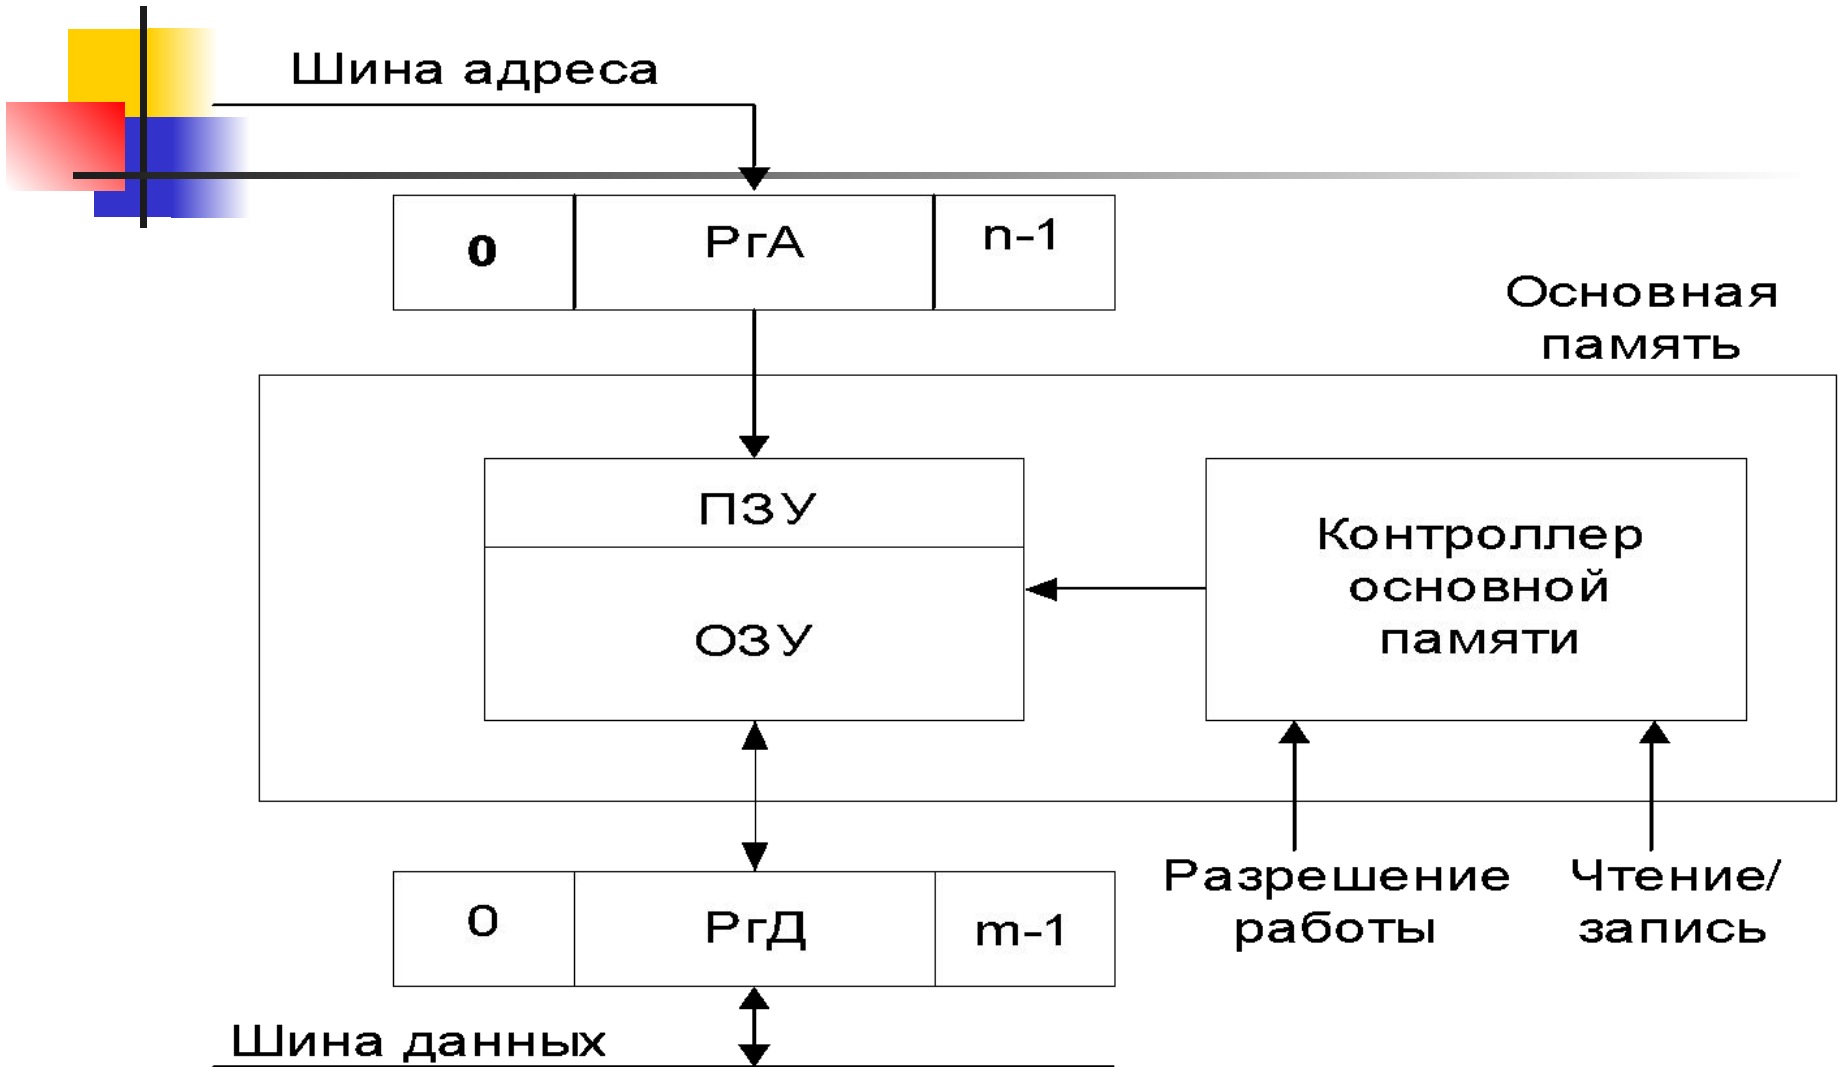 Шина адреса
0 РгА n-1
Основная
память
ПЗУ
ОЗУ
Контроллер
основной
памяти
0 РгД m-1
Разрешение
работы
Чтение/
запись
Шина данных